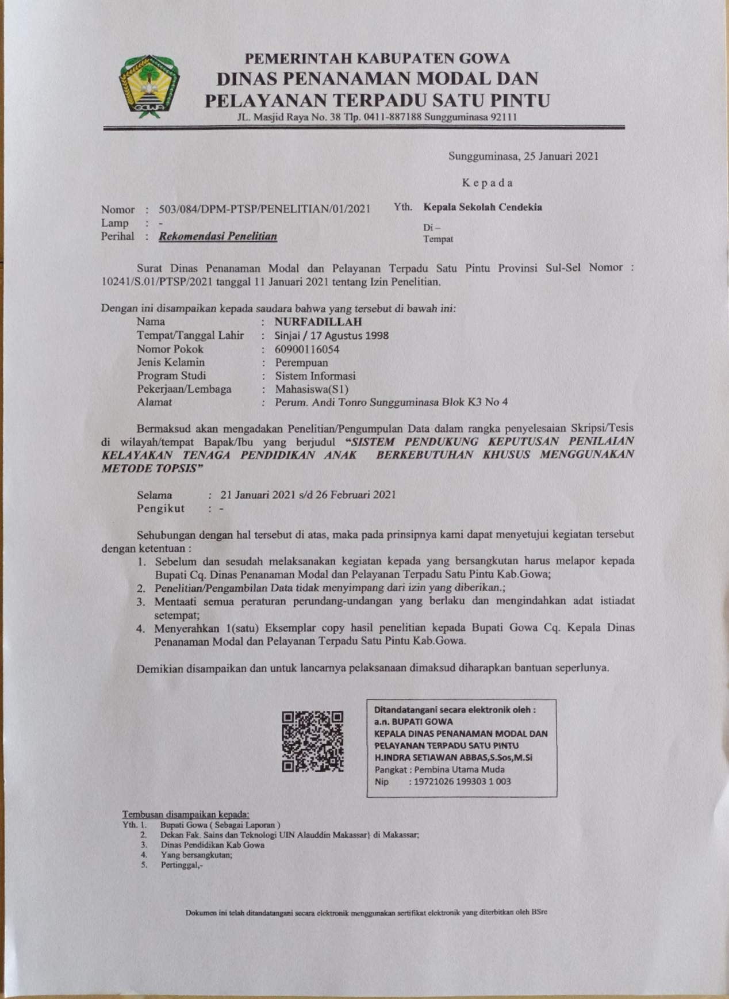 PEMERINTAH KABUPATEN GOWA
DINAS PENANAMAN MODAL DAN
PELAYANAN TERPADU SATU PINTU
JL. Masjid Raya No. 38 Tlp. 0411-887188 Sungguminasa 92111
GOWA
Sungguminasa, 25 Januari 2021
K e p a d a
Nomor : 503/084/DPM-PTSP/PENELITIAN/01/2021 Yth. Kepala Sekolah Cendekia
Lamp : -
Di –
Perihal : Rekomendasi Penelitian
Tempat
Surat Dinas Penanaman Modal dan Pelayanan Terpadu Satu Pintu Provinsi Sul-Sel Nomor :
10241/S.01/PTSP/2021 tanggal 11 Januari 2021 tentang Izin Penelitian.
Dengan ini disampaikan kepada saudara bahwa yang tersebut di bawah ini:
Nama : NURFADILLAH
Tempat/Tanggal Lahir : Sinjai / 17 Agustus 1998
Nomor Pokok : 60900116054
Jenis Kelamin : Perempuan
Program Studi : Sistem Informasi
Pekerjaan/Lembaga : Mahasiswa(S1)
Alamat : Perum. Andi Tonro Sungguminasa Blok K3 No 4
Bermaksud akan mengadakan Penelitian/Pengumpulan Data dalam rangka penyelesaian Skripsi/Tesis
di wilayah/tempat Bapak/Ibu yang berjudul “SISTEM PENDUKUNG KEPUTUSAN PENILAIAN
KELAYAKAN TENAGA PENDIDIKAN ANAK BERKEBUTUHAN KHUSUS MENGGUNAKAN
METODE TOPSIS”
Selama : 21 Januari 2021 s/d 26 Februari 2021
Pengikut : -
Sehubungan dengan hal tersebut di atas, maka pada prinsipnya kami dapat menyetujui kegiatan tersebut
dengan ketentuan :
1. Sebelum dan sesudah melaksanakan kegiatan kepada yang bersangkutan harus melapor kepada
Bupati Cq. Dinas Penanaman Modal dan Pelayanan Terpadu Satu Pintu Kab.Gowa;
2. Penelitian/Pengambilan Data tidak menyimpang dari izin yang diberikan.;
3. Mentaati semua peraturan perundang-undangan yang berlaku dan mengindahkan adat istiadat
setempat;
4. Menyerahkan 1(satu) Eksemplar copy hasil penelitian kepada Bupati Gowa Cq. Kepala Dinas
Penanaman Modal dan Pelayanan Terpadu Satu Pintu Kab.Gowa.
Demikian disampaikan dan untuk lancarnya pelaksanaan dimaksud diharapkan bantuan seperlunya.
Ditandatangani secara elektronik oleh :
a.n. BUPATI GOWA
KEPALA DINAS PENANAMAN MODAL DAN
PELAYANAN TERPADU SATU PINTU
H.INDRA SETIAWAN ABBAS,S.Sos,M.Si
Pangkat : Pembina Utama Muda
Nip : 19721026 199303 1 003
Tembusan disampaikan kepada:
Yth. 1. Bupati Gowa ( Sebagai Laporan )
2. Dekan Fak. Sains dan Teknologi UIN Alauddin Makassar} di Makassar;
3. Dinas Pendidikan Kab Gowa
4. Yang bersangkutan;
5. Pertinggal,-
Dokumen ini telah ditandatangani secara elektronik menggunakan sertifikat elektronik yang diterbitkan oleh BSre